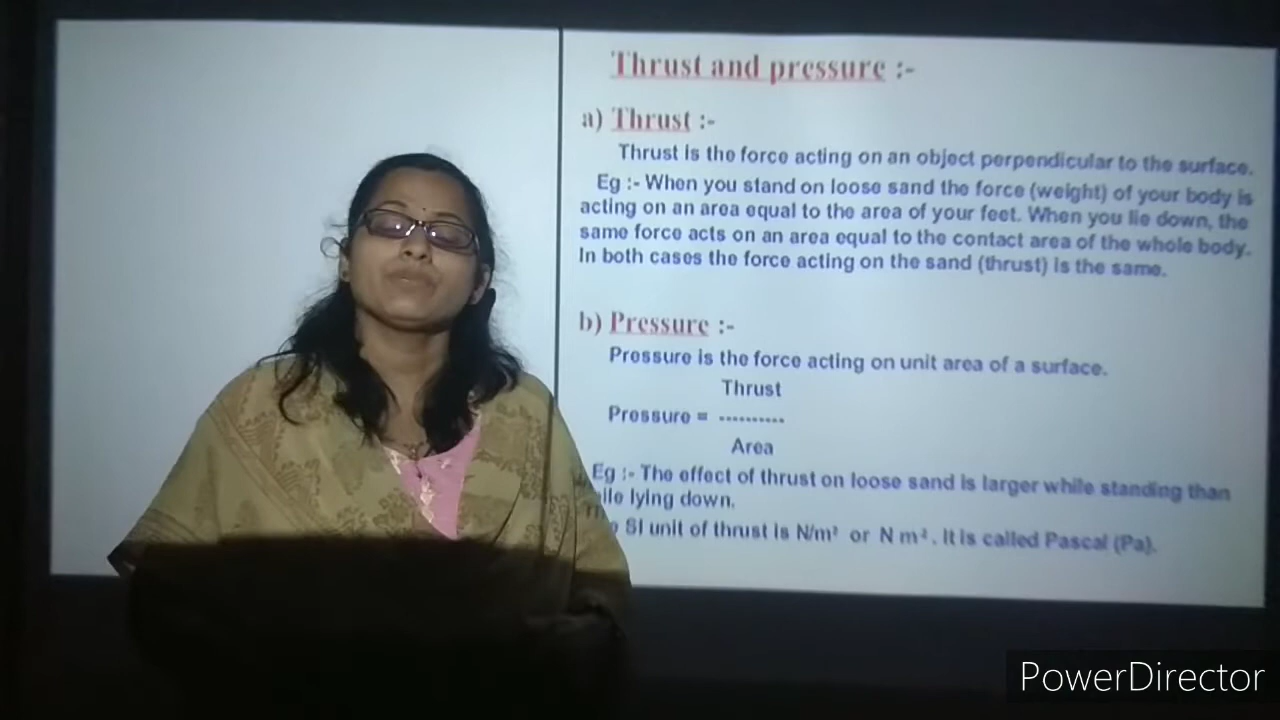 Thrust and pressure :-
a) Thrust :-
Thrust is the force acting on an object perpendicular to the surface.
Eg :- When you stand on loose sand the force (weight) of your body is
acting on an area equal to the area of your feet. When you lie down, the
same force acts on an area equal to the contact area of the whole body.
In both cases the force acting on the sand (thrust) is the same.
b) Pressure :-
Pressure is the force acting on unit area of a surface.
Thrust
Pressure = ----------
Area
Eg :- The effect of thrust on loose sand is larger while standing than
lying down.
SI unit of thrust is N/m² or N m⁻². It is called Pascal (Pa).
PowerDirector